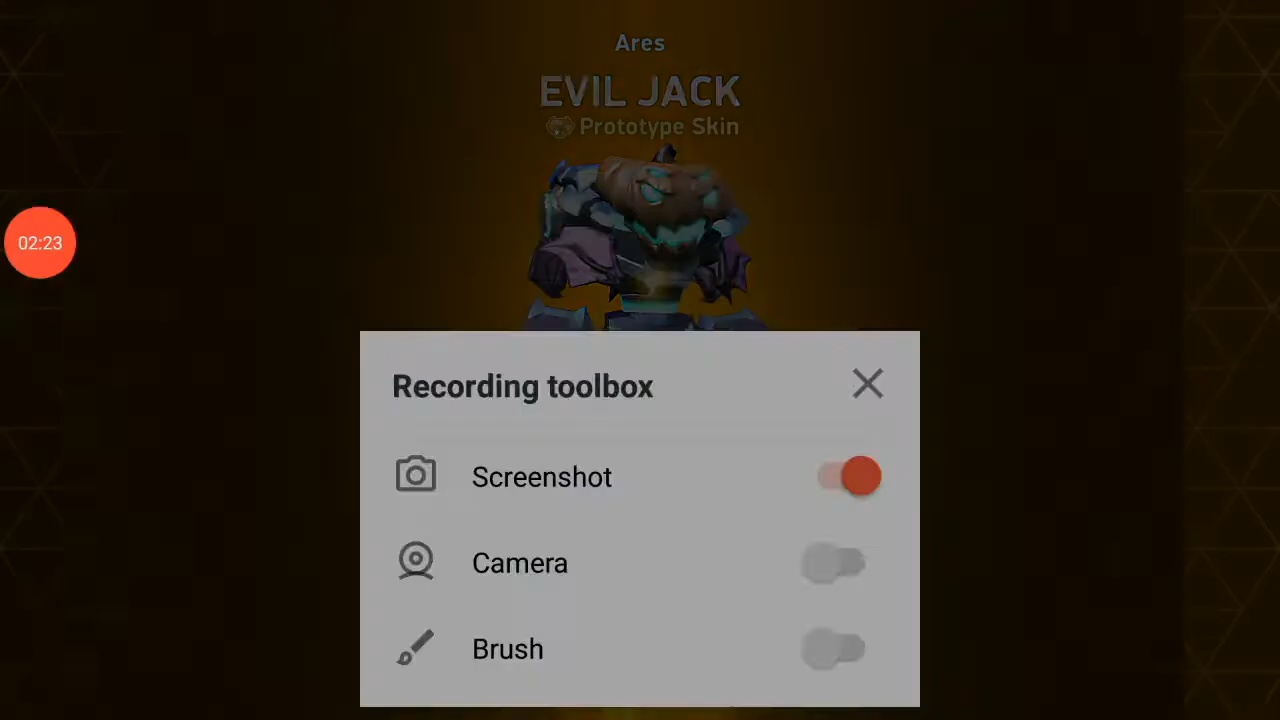 Ares
EVIL JACK
Prototype Skin
02:23
Recording toolbox
Screenshot
Camera
Brush